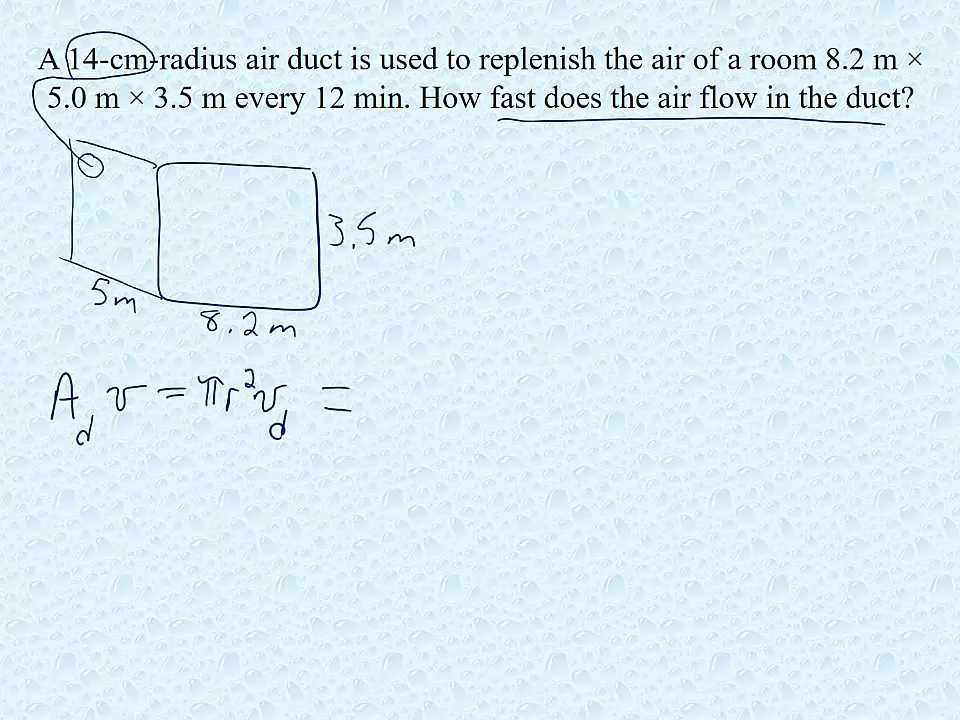 A 14-cm-radius air duct is used to replenish the air of a room 8.2 m ×
5.0 m × 3.5 m every 12 min. How fast does the air flow in the duct?
3.5 m
5m
8.2 m
A_d v = πr²v_d =